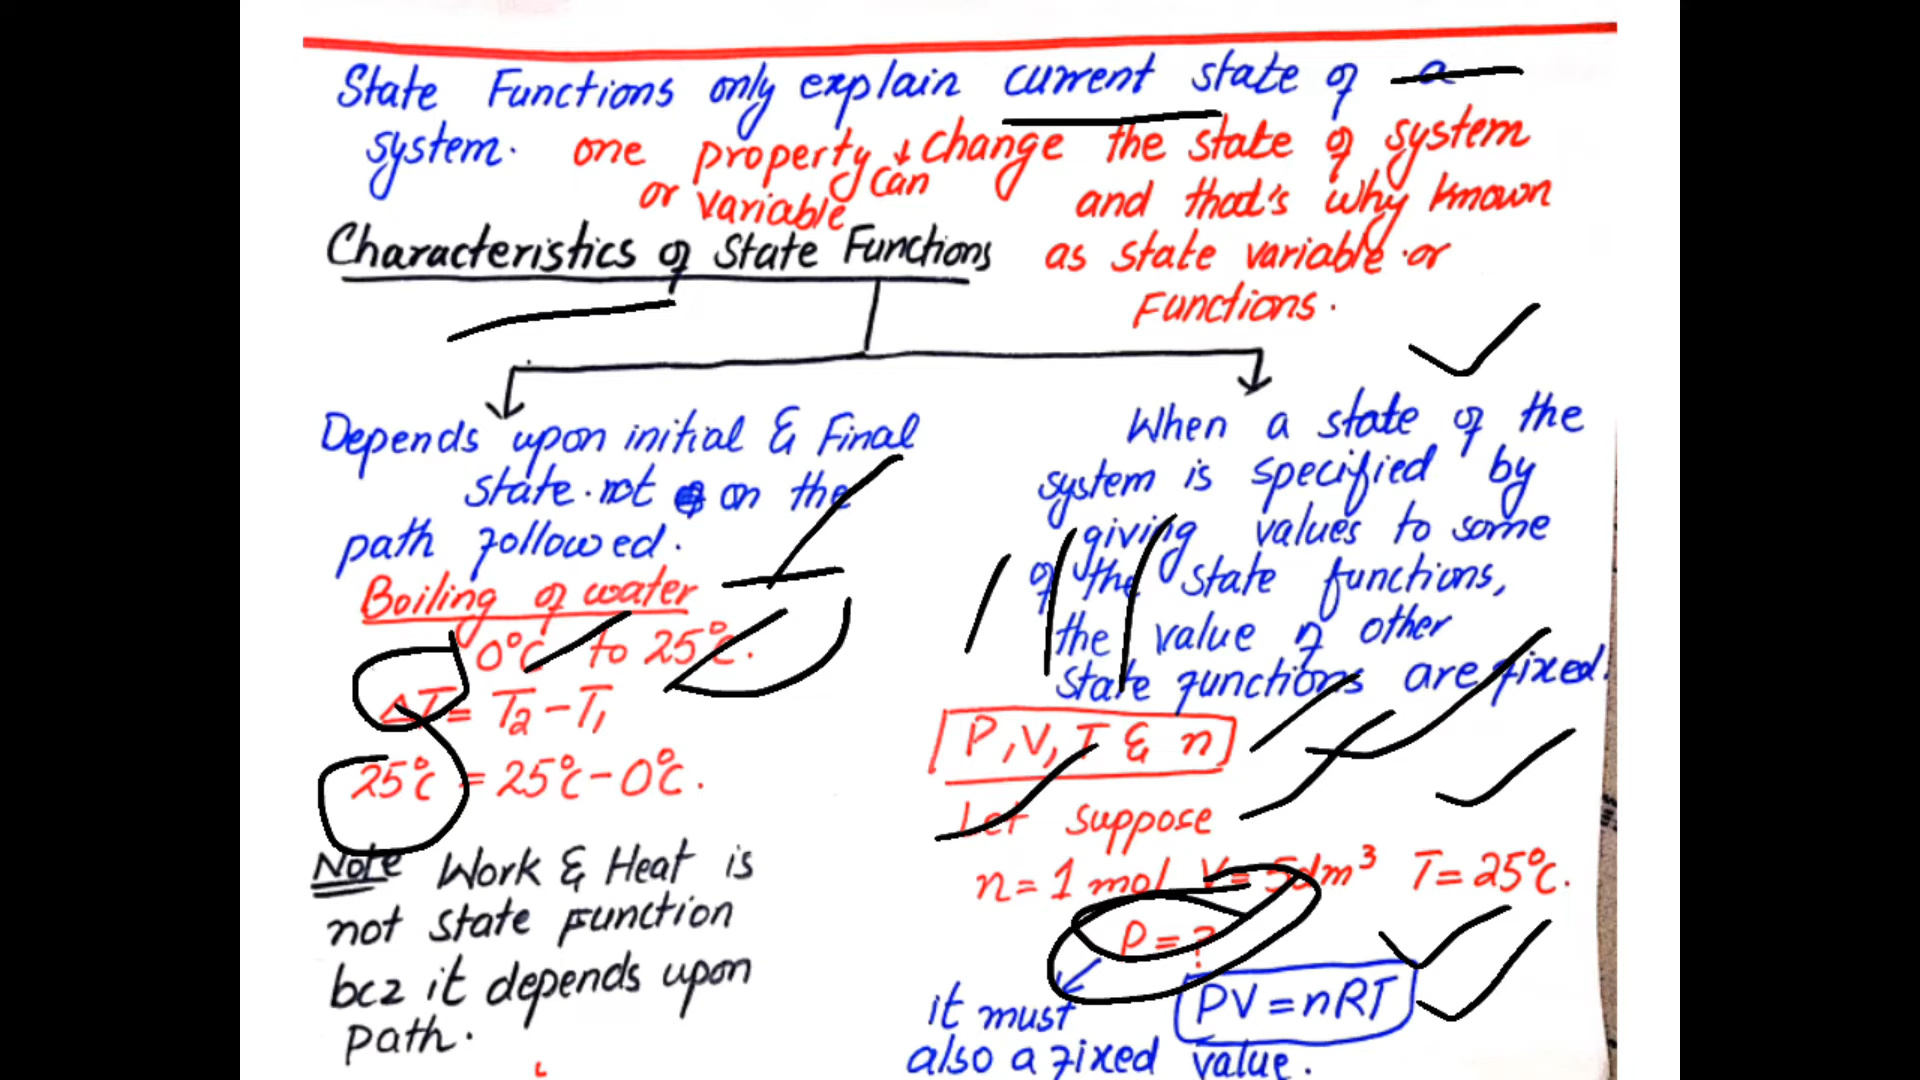 State Functions only explain current state of a
system. one property ↓ change the state of system
or variable can and that's why known
Characteristics of State Functions as state variable or
Functions.
Depends upon initial & Final
state. not on the
path followed.
Boiling of water
0°C to 25°C.
ΔT = T2 - T1
25°C = 25°C - 0°C.
Note Work & Heat is
not state Function
bcz it depends upon
path.
When a state of the
system is specified by
giving values to some
of the state functions,
the value of other
state functions are fixed.
P, V, T & n
Let suppose
n = 1 mol V = 5dm³ T = 25°C.
P = ?
it must PV = nRT
also a fixed value.